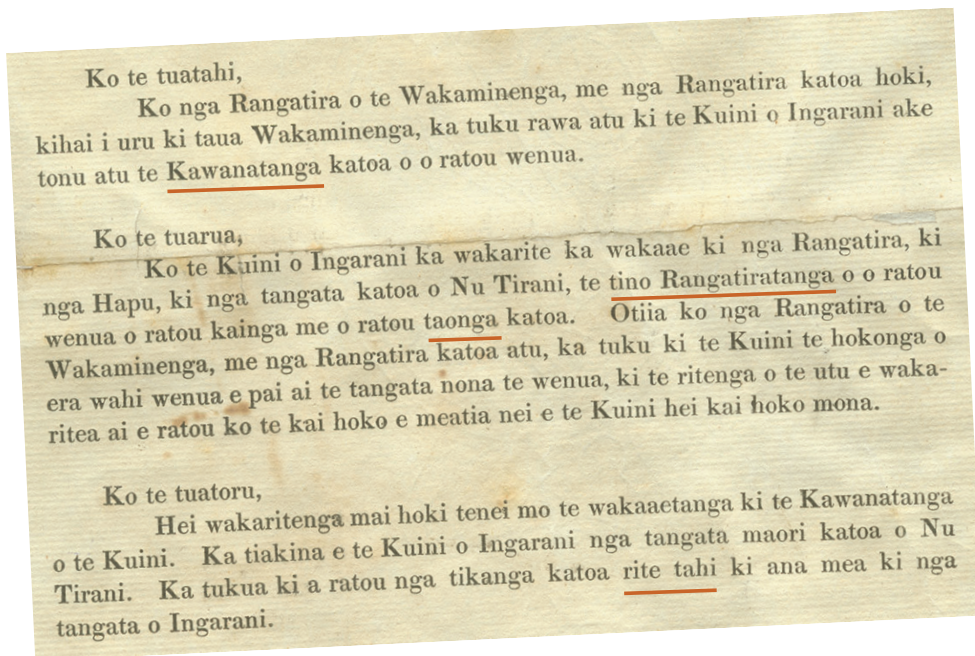 Ko te tuatahi,
Ko nga Rangatira o te Wakaminenga, me nga Rangatira katoa hoki,
kihai i uru ki taua Wakaminenga, ka tuku rawa atu ki te Kuini o Ingarani ake
tonu atu te Kawanatanga katoa o o ratou wenua.
Ko te tuarua,
Ko te Kuini o Ingarani ka wakarite ka wakaae ki nga Rangatira, ki
nga Hapu, ki nga tangata katoa o Nu Tirani, te tino Rangatiratanga o o ratou
wenua o ratou kainga me o ratou taonga katoa. Otiia ko nga Rangatira o te
Wakaminenga, me nga Rangatira katoa atu, ka tuku ki te Kuini te hokonga o
era wahi wenua e pai ai te tangata nona te wenua, ki te ritenga o te utu e waka-
ritea ai e ratou ko te kai hoko e meatia nei e te Kuini hei kai hoko mona.
Ko te tuatoru,
Hei wakaritenga mai hoki tenei mo te wakaaetanga ki te Kawanatanga
o te Kuini. Ka tiakina e te Kuini o Ingarani nga tangata maori katoa o Nu
Tirani. Ka tukua ki a ratou nga tikanga katoa rite tahi ki ana mea ki nga
tangata o Ingarani.